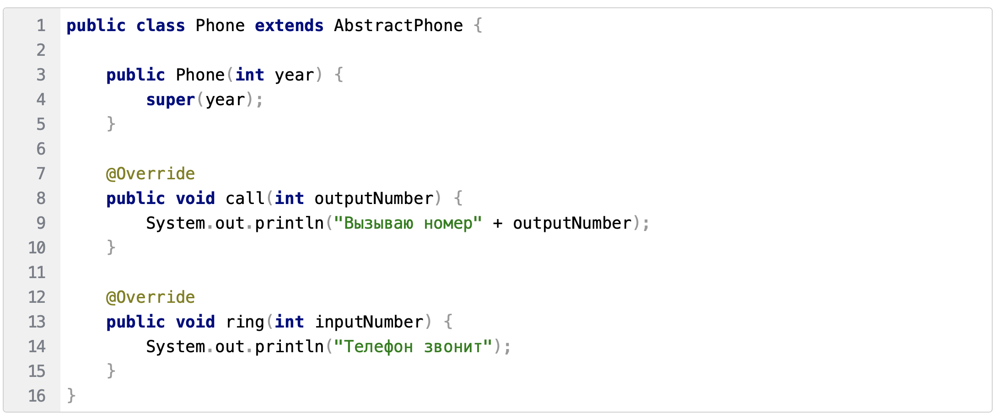 1 public class Phone extends AbstractPhone {
2
3     public Phone(int year) {
4         super(year);
5     }
6
7     @Override
8     public void call(int outputNumber) {
9         System.out.println("Вызываю номер" + outputNumber);
10     }
11
12     @Override
13     public void ring(int inputNumber) {
14         System.out.println("Телефон звонит");
15     }
16 }